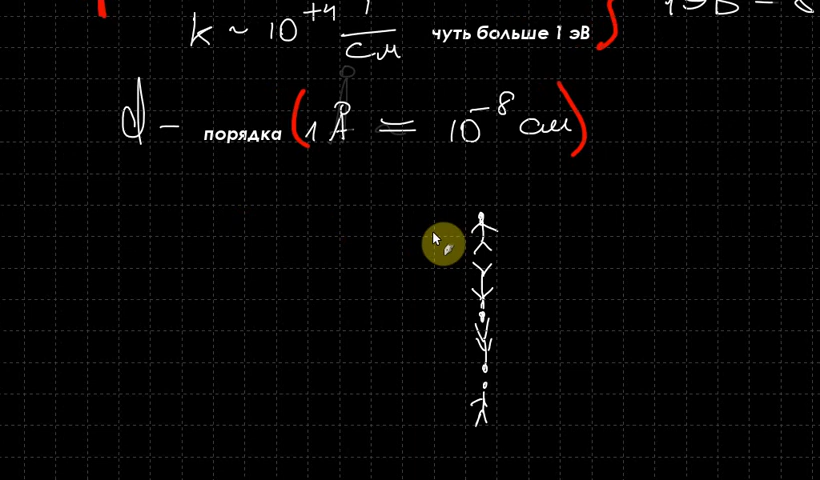 k ~ 10^+4 1/см чуть больше 1 эВ
d - порядка (1 Å = 10^-8 см)